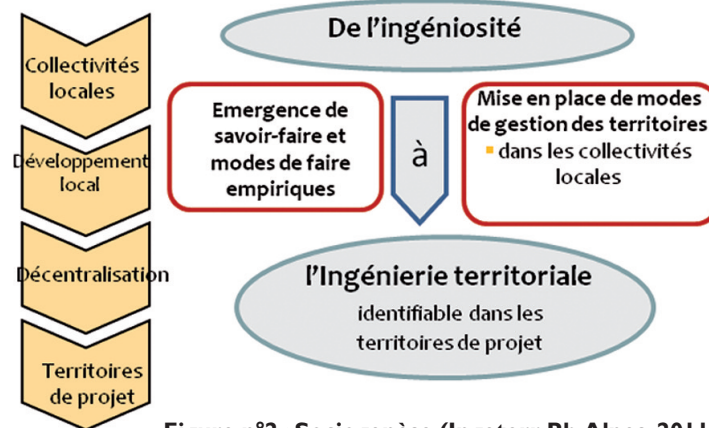 Collectivités
locales
Développement
local
Décentralisation
Territoires
de projet
De l'ingéniosité
Emergence de
savoir-faire et
modes de faire
empiriques
à
Mise en place de modes
de gestion des territoires
dans les collectivités
locales
l'Ingénierie territoriale
identifiable dans les
territoires de projet